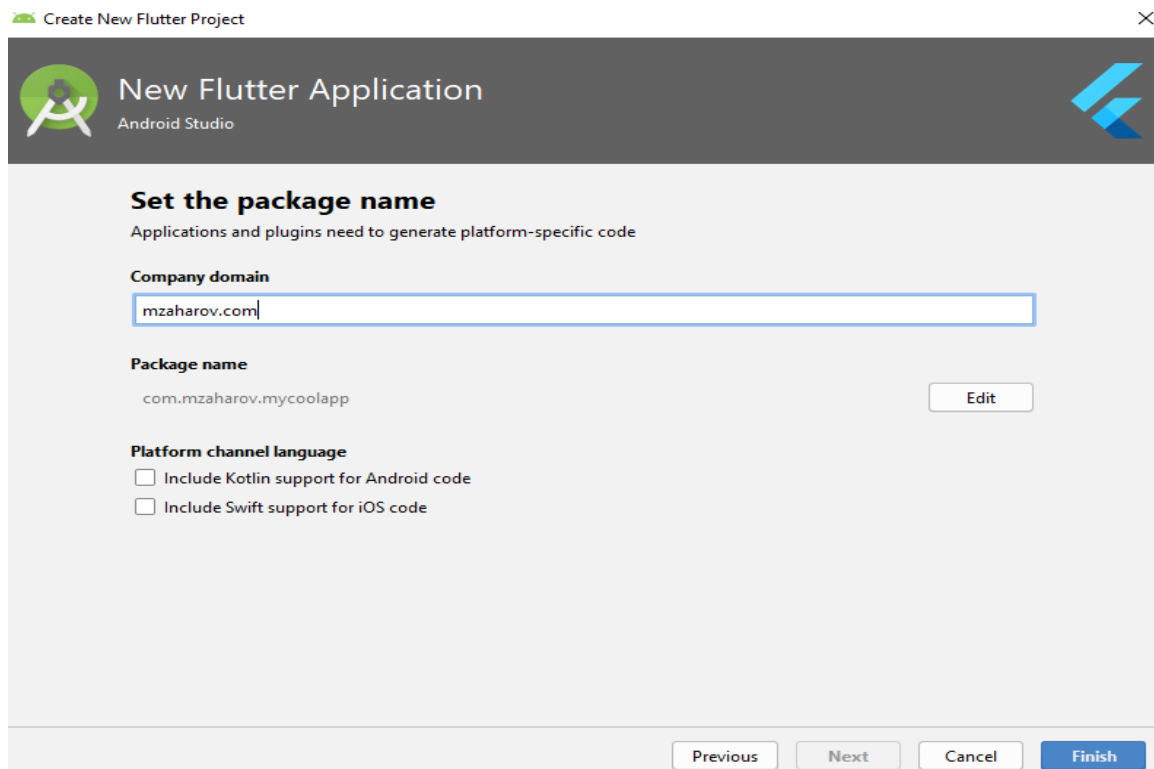 Create New Flutter Project
New Flutter Application
Android Studio
Set the package name
Applications and plugins need to generate platform-specific code
Company domain
mzaharov.com
Package name
com.mzaharov.mycoolapp
Edit
Platform channel language
Include Kotlin support for Android code
Include Swift support for iOS code
Previous
Next
Cancel
Finish